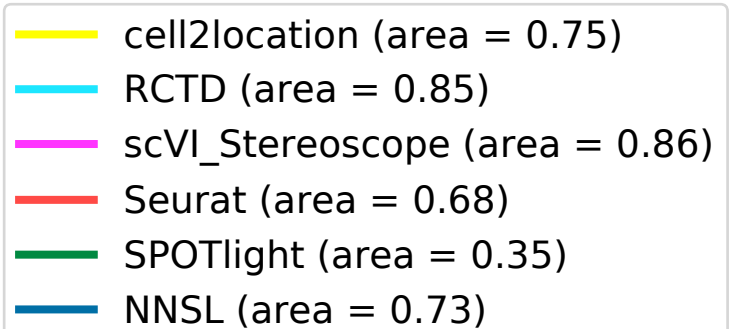 cell2location (area = 0.75)
RCTD (area = 0.85)
scVI_Stereoscope (area = 0.86)
Seurat (area = 0.68)
SPOTlight (area = 0.35)
NNSL (area = 0.73)